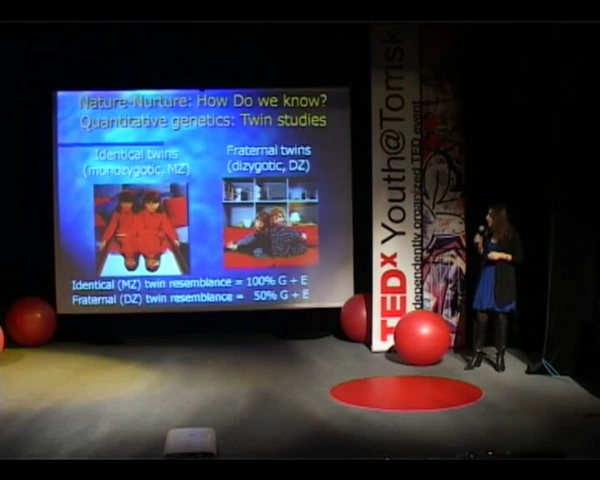 Nature-Nurture: How Do we know?
Quantitative genetics: Twin studies
Identical twins
(monozygotic, MZ)
Fraternal twins
(dizygotic, DZ)
Identical (MZ) twin resemblance = 100% G + E
Fraternal (DZ) twin resemblance = 50% G + E
TEDx Youth@Tomsk
dependently organized TED event